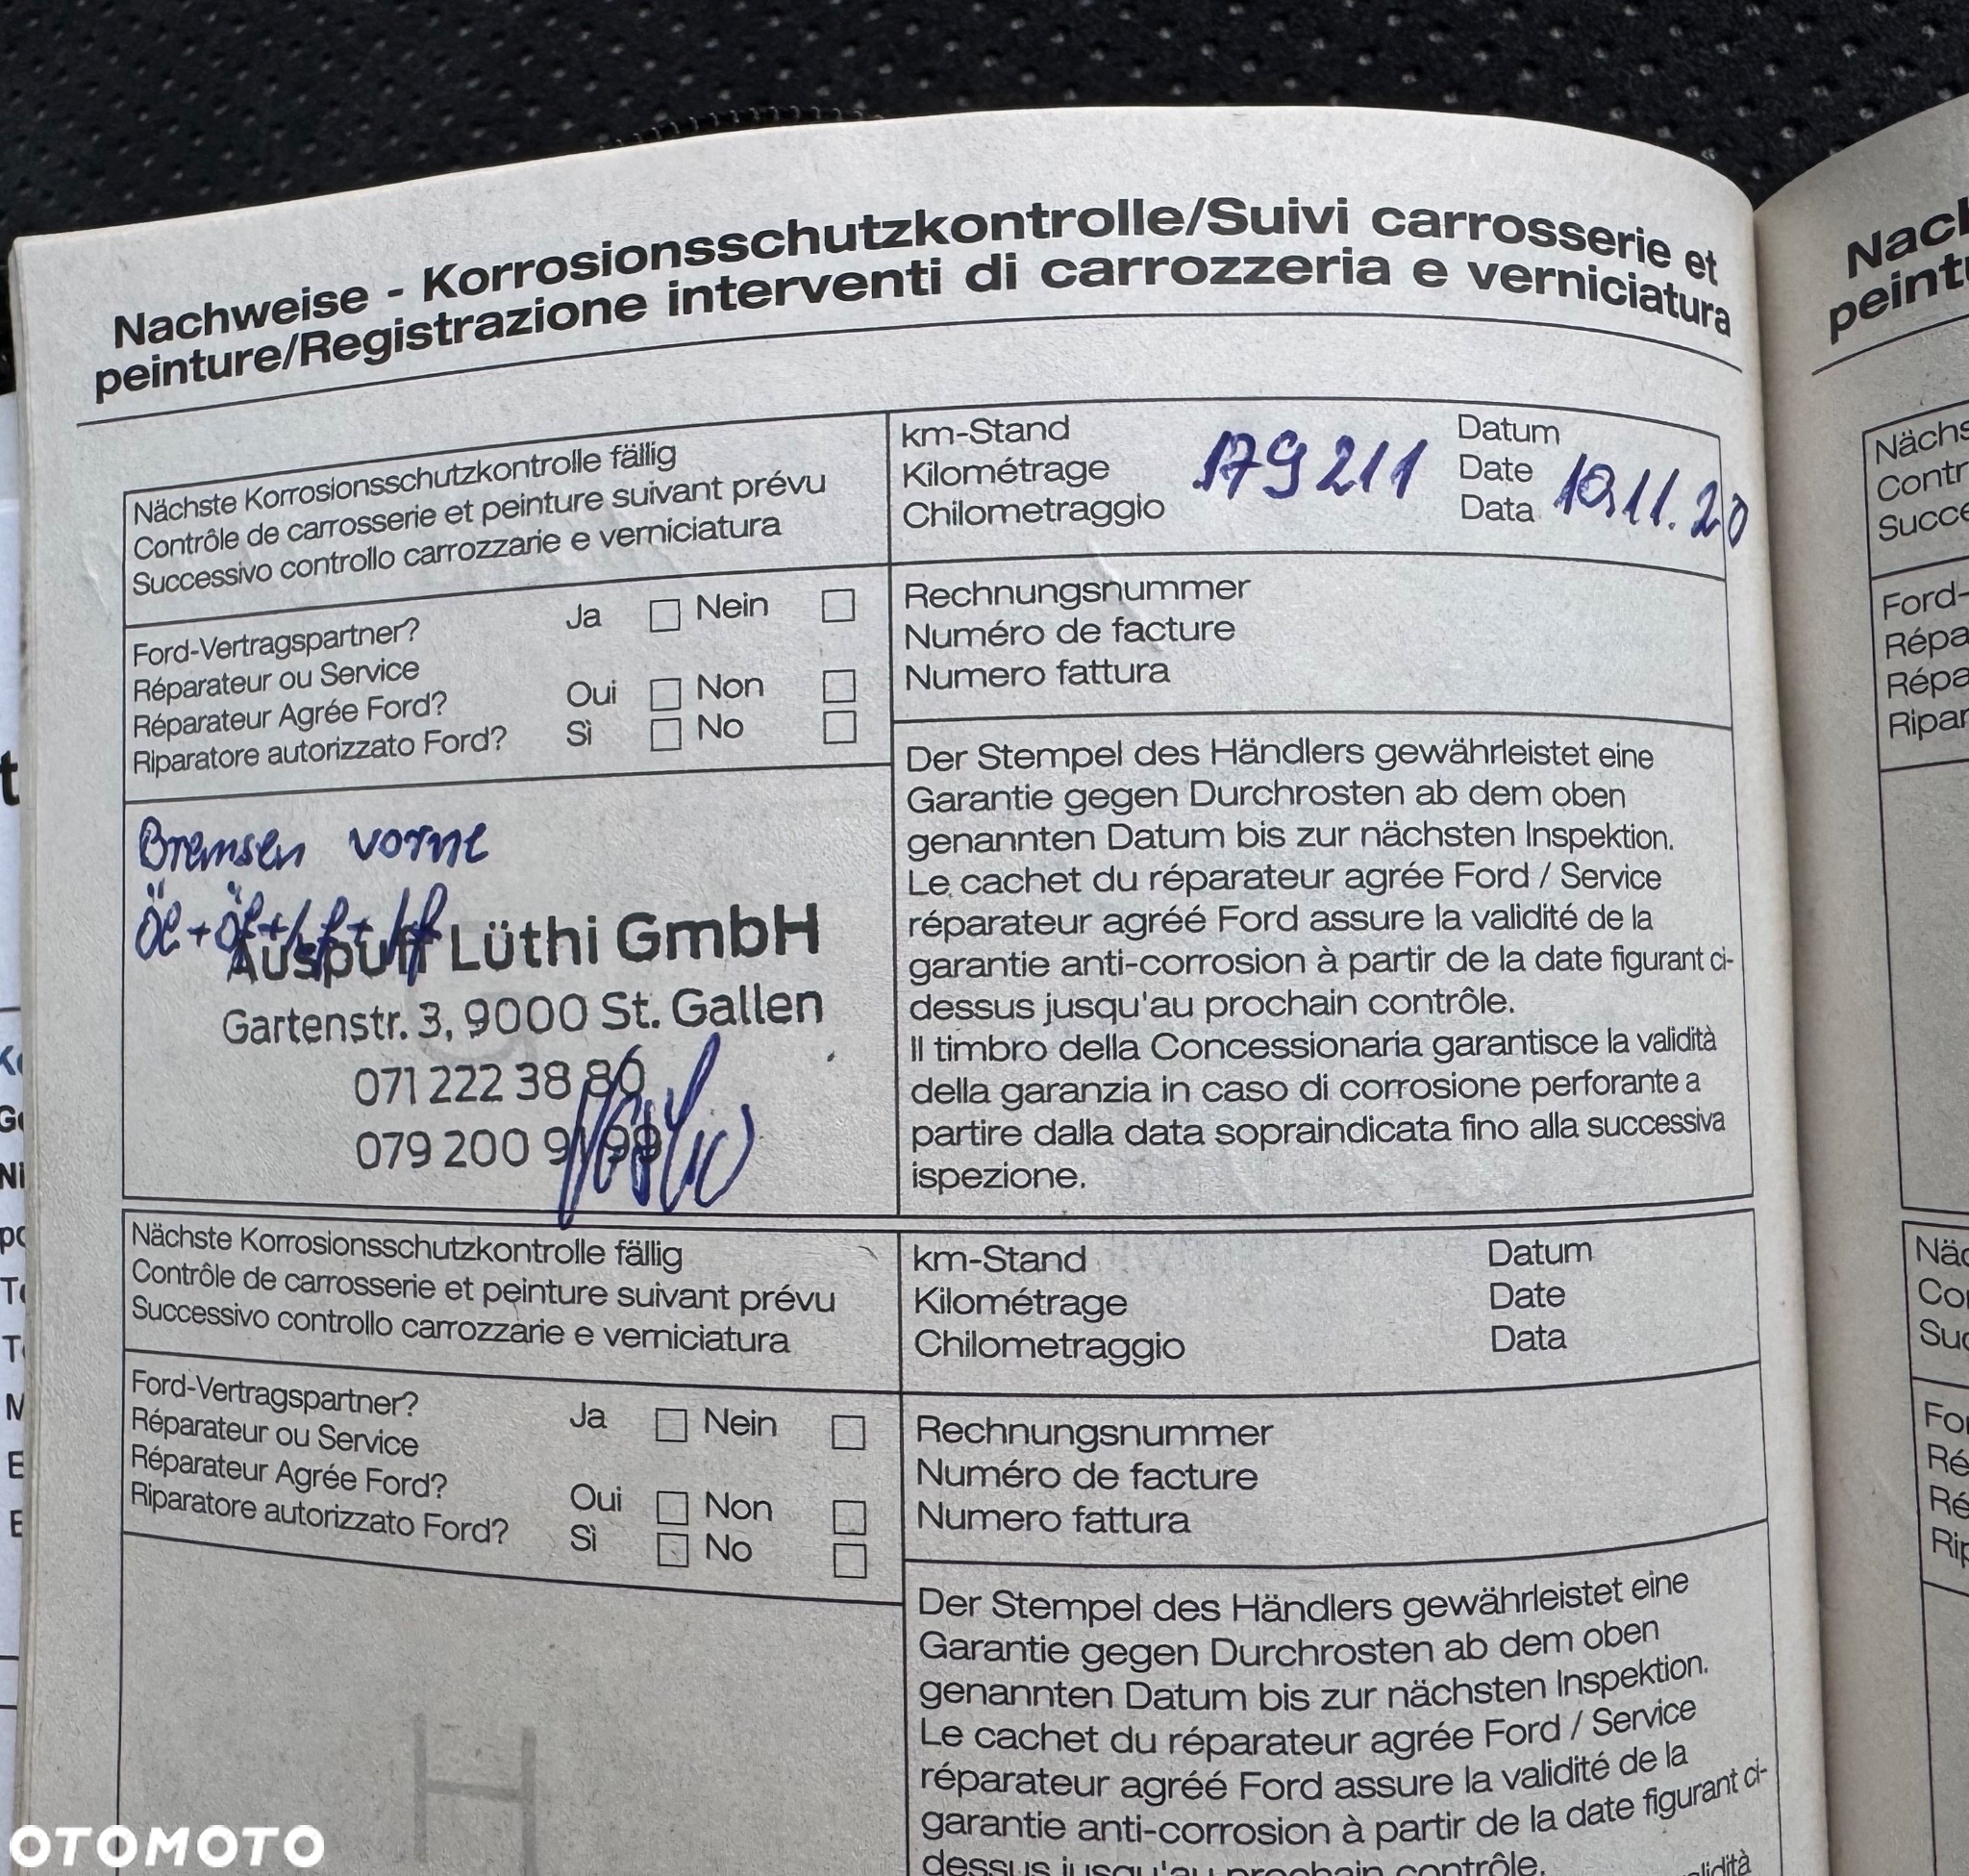 Nachweise - Korrosionsschutzkontrolle/Suivi carrosserie et
peinture/Registrazione interventi di carrozzeria e verniciatura
Nächste Korrosionsschutzkontrolle fällig
Contrôle de carrosserie et peinture suivant prévu
Successivo controllo carrozzarie e verniciatura
km-Stand
Kilométrage
Chilometraggio
179211
Datum
Date
Data
10.11.20
Ford-Vertragspartner?
Réparateur ou Service
Réparateur Agrée Ford?
Riparatore autorizzato Ford?
Ja Nein
Oui Non
Sì No
Rechnungsnummer
Numéro de facture
Numero fattura
Bremsen vorne
Öl + Öf +
Auspuff Lüthi GmbH
Gartenstr. 3, 9000 St. Gallen
071 222 38 80
079 200 91 99
Der Stempel des Händlers gewährleistet eine
Garantie gegen Durchrosten ab dem oben
genannten Datum bis zur nächsten Inspektion.
Le cachet du réparateur agrée Ford / Service
réparateur agréé Ford assure la validité de la
garantie anti-corrosion à partir de la date figurant ci-
dessus jusqu'au prochain contrôle.
Il timbro della Concessionaria garantisce la validità
della garanzia in caso di corrosione perforante a
partire dalla data sopraindicata fino alla successiva
ispezione.
Nächste Korrosionsschutzkontrolle fällig
Contrôle de carrosserie et peinture suivant prévu
Successivo controllo carrozzarie e verniciatura
km-Stand
Kilométrage
Chilometraggio
Datum
Date
Data
Ford-Vertragspartner?
Réparateur ou Service
Réparateur Agrée Ford?
Riparatore autorizzato Ford?
Ja Nein
Oui Non
Sì No
Rechnungsnummer
Numéro de facture
Numero fattura
Der Stempel des Händlers gewährleistet eine
Garantie gegen Durchrosten ab dem oben
genannten Datum bis zur nächsten Inspektion.
Le cachet du réparateur agrée Ford / Service
réparateur agréé Ford assure la validité de la
garantie anti-corrosion à partir de la date figurant ci-
dessus jusqu'au prochain contrôle.
OTOMOTO